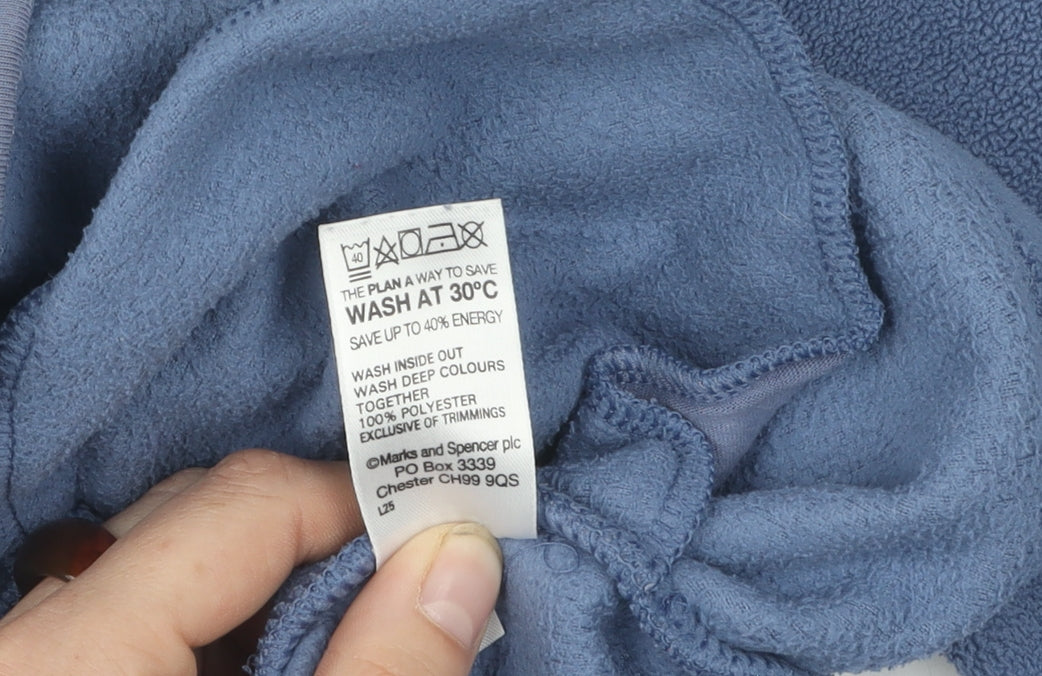 40
THE PLAN A WAY TO SAVE
WASH AT 30°C
SAVE UP TO 40% ENERGY
WASH INSIDE OUT
WASH DEEP COLOURS
TOGETHER
100% POLYESTER
EXCLUSIVE OF TRIMMINGS
©Marks and Spencer plc
PO Box 3339
Chester CH99 9QS
L25